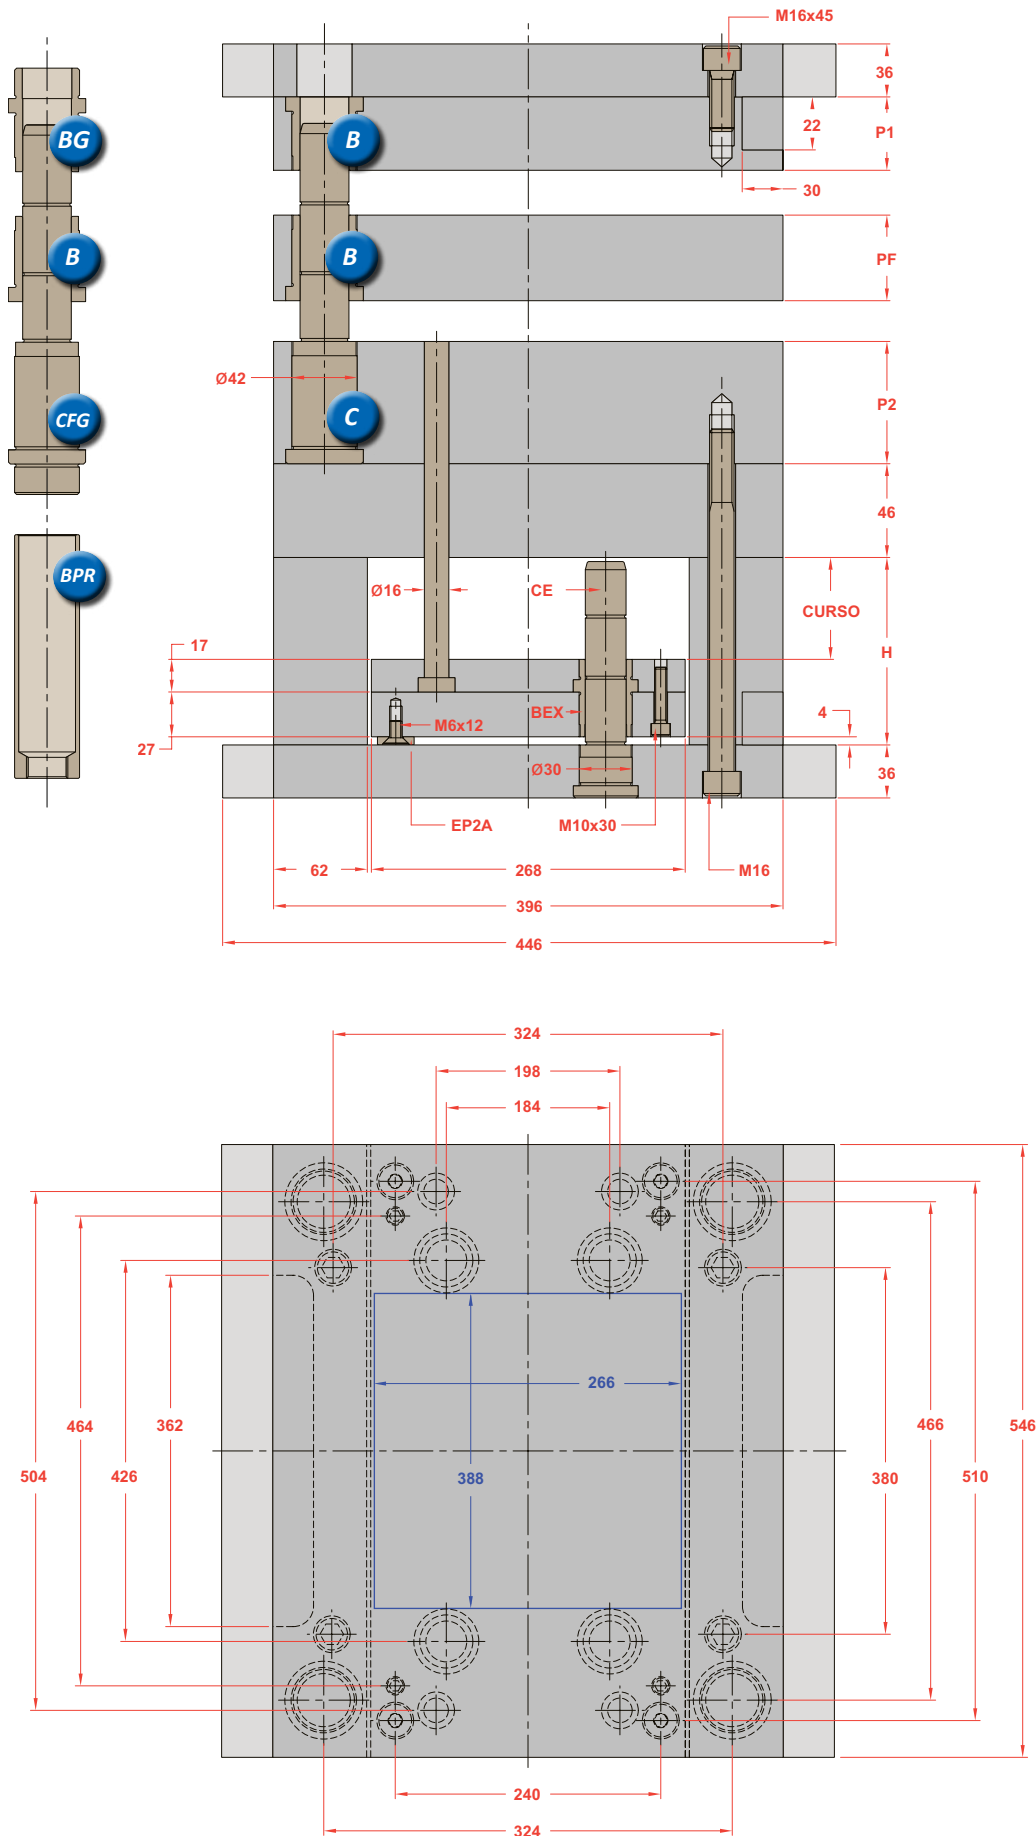 M16x45
36
BG
B
22
P1
30
B
B
PF
Ø42
CFG
C
P2
46
BPR
Ø16
CE
CURSO
17
H
BEX
4
M6x12
27
Ø30
36
EP2A
M10x30
M16
62
268
396
446
324
198
184
266
464
362
466
546
504
426
388
380
510
240
324